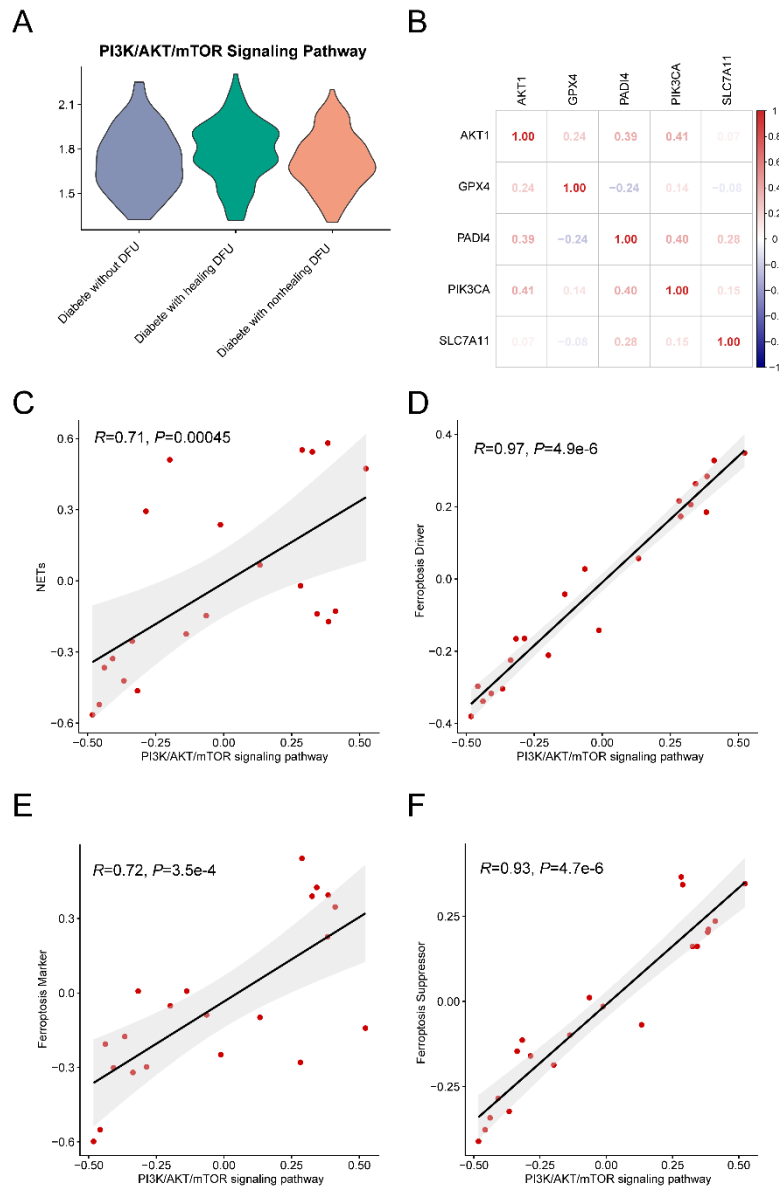 A
PI3K/AKT/mTOR Signaling Pathway
2.1
1.8
1.5
Diabete without DFU
Diabete with healing DFU
Diabete with nonhealing DFU
B
AKT1 GPX4 PADI4 PIK3CA SLC7A11
AKT1 1.00 0.24 0.39 0.41 0.07
GPX4 0.24 1.00 −0.24 0.14 −0.08
PADI4 0.39 −0.24 1.00 0.40 0.28
PIK3CA 0.41 0.14 0.40 1.00 0.15
SLC7A11 0.07 −0.08 0.28 0.15 1.00
1
0.8
0.6
0.4
0.2
0
−0.2
−0.4
−0.6
−0.8
−1
C
R=0.71, P=0.00045
NETs
0.6
0.3
0.0
−0.3
−0.6
−0.50 −0.25 0.00 0.25 0.50
PI3K/AKT/mTOR signaling pathway
D
R=0.97, P=4.9e-6
Ferroptosis Driver
0.4
0.2
0.0
−0.2
−0.4
−0.50 −0.25 0.00 0.25 0.50
PI3K/AKT/mTOR signaling pathway
E
R=0.72, P=3.5e-4
Ferroptosis Marker
0.3
0.0
−0.3
−0.6
−0.50 −0.25 0.00 0.25 0.50
PI3K/AKT/mTOR signaling pathway
F
R=0.93, P=4.7e-6
Ferroptosis Suppressor
0.25
0.00
−0.25
−0.50 −0.25 0.00 0.25 0.50
PI3K/AKT/mTOR signaling pathway